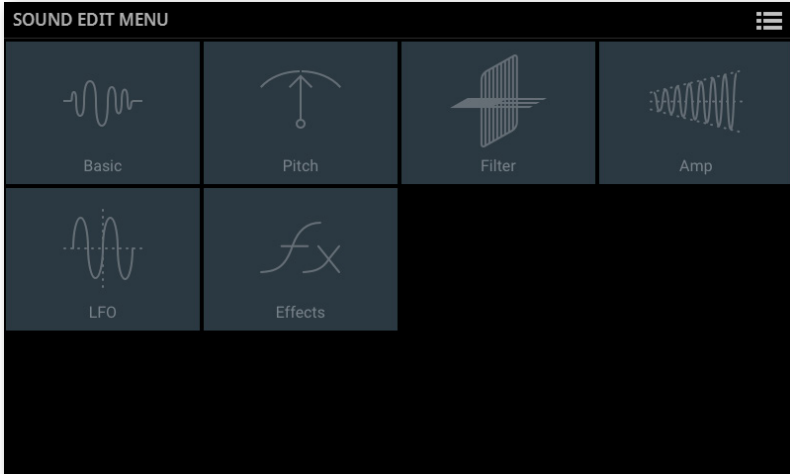 SOUND EDIT MENU
Basic
Pitch
Filter
Amp
LFO
Effects